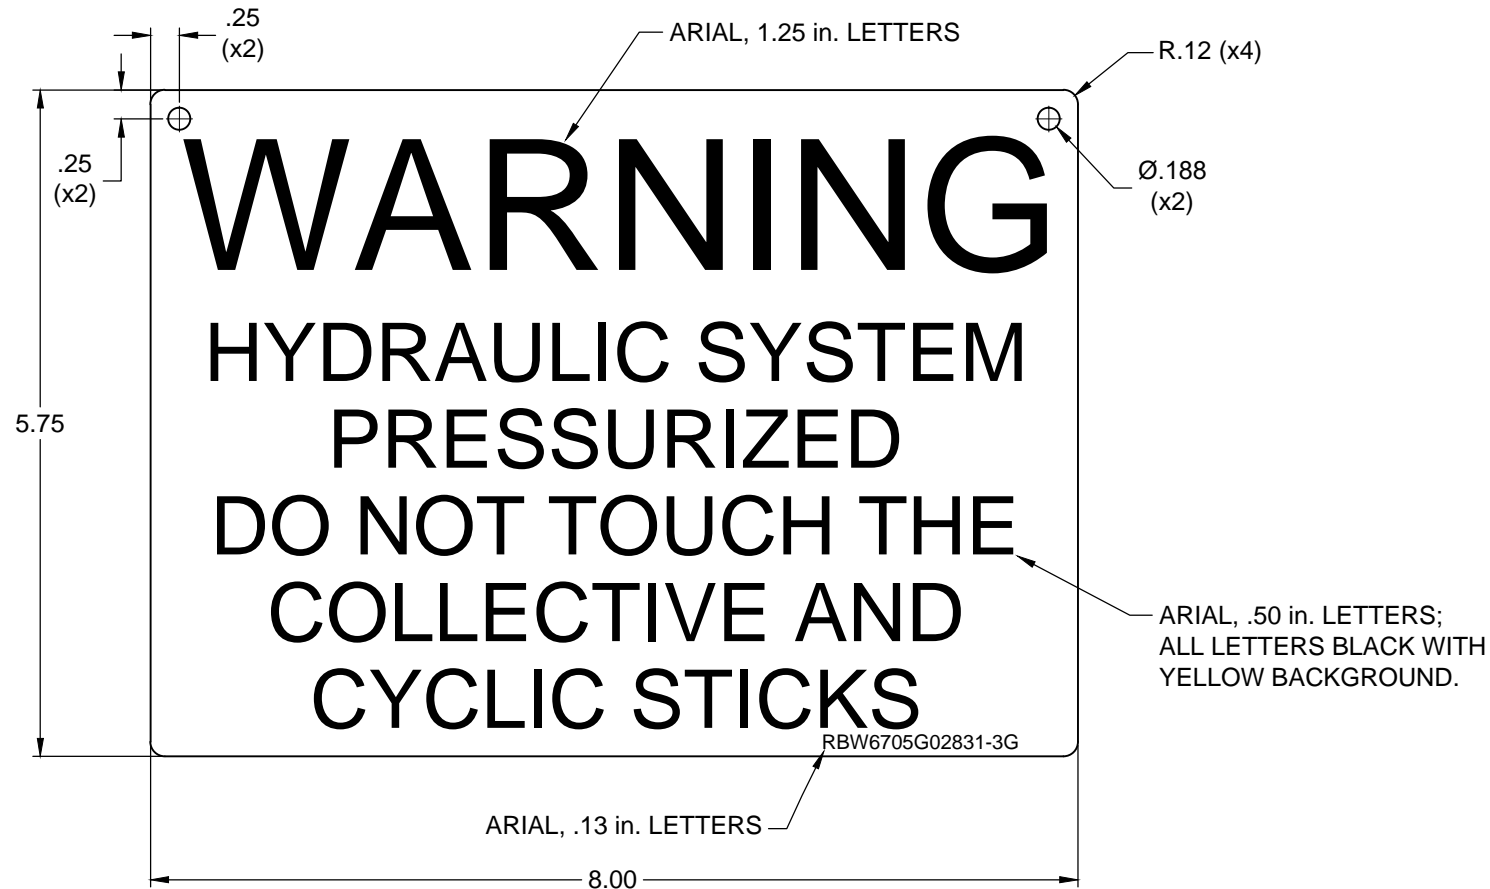 .25
(x2)
ARIAL, 1.25 in. LETTERS
R.12 (x4)
.25
(x2)
Ø.188
(x2)
WARNING
HYDRAULIC SYSTEM
PRESSURIZED
5.75
DO NOT TOUCH THE
COLLECTIVE AND
CYCLIC STICKS
ARIAL, .50 in. LETTERS;
ALL LETTERS BLACK WITH
YELLOW BACKGROUND.
RBW6705G02831-3G
ARIAL, .13 in. LETTERS
8.00